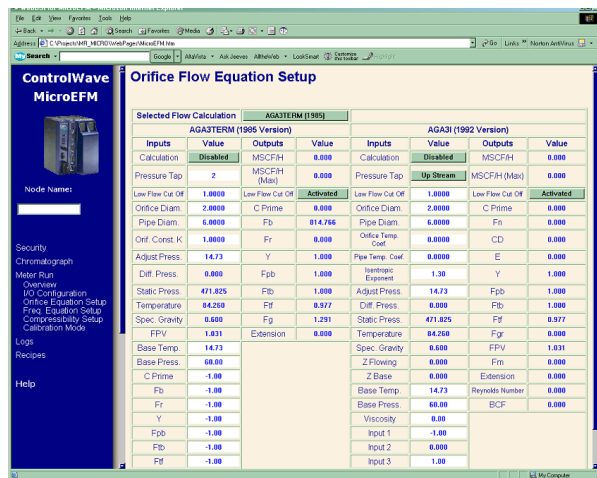 File Edit View Favorites Tools Help
Back Search Favorites Media
Address C:\Projects\MR_MICRO\WebPages\MicroEFM.htm Go Links Norton AntiVirus
My Search Google AltaVista Ask Jeeves AlltheWeb LookSmart Customize this toolbar Highlight
ControlWave
MicroEFM
Node Name:
Security
Chromatograph
Meter Run
Overview
I/O Configuration
Orifice Equation Setup
Freq. Equation Setup
Compressibility Setup
Calibration Mode
Logs
Recipes
Help
Orifice Flow Equation Setup
Selected Flow Calculation AGA3TERM (1985)
AGA3TERM (1985 Version) AGA3I (1992 Version)
Inputs Value Outputs Value Inputs Value Outputs Value
Calculation Disabled MSCF/H 0.000 Calculation Disabled MSCF/H 0.000
Pressure Tap 2 MSCF/H (Max) 0.000 Pressure Tap Up Stream MSCF/H (Max) 0.000
Low Flow Cut Off 1.0000 Low Flow Cut Off Activated Low Flow Cut Off 1.0000 Low Flow Cut Off Activated
Orifice Diam. 2.0000 C Prime 0.000 Orifice Diam. 2.0000 C Prime 0.000
Pipe Diam. 6.0000 Fb 814.766 Pipe Diam. 6.0000 Fn 0.000
Orif. Const. K 1.0000 Fr 0.000 Orifice Temp. Coef. 0.0000 CD 0.000
Adjust Press. 14.73 Y 1.000 Pipe Temp. Coef. 0.0000 E 0.000
Diff. Press. 0.000 Fpb 1.000 Isentropic Exponent 1.30 Y 1.000
Static Press. 471.825 Ftb 1.000 Adjust Press. 14.73 Fpb 1.000
Temperature 84.260 Ftf 0.977 Diff. Press. 0.000 Ftb 1.000
Spec. Gravity 0.600 Fg 1.291 Static Press. 471.825 Ftf 0.977
FPV 1.031 Extension 0.000 Temperature 84.260 Fgr 0.000
Base Temp. 14.73 Spec. Gravity 0.600 FPV 1.031
Base Press. 60.00 Z Flowing 0.000 Fm 0.000
C Prime -1.00 Z Base 0.000 Extension 0.000
Fb -1.00 Base Temp. 14.73 Reynolds Number 0.000
Fr -1.00 Base Press. 60.00 BCF 0.000
Y -1.00 Viscosity 0.00
Fpb -1.00 Input 1 -1.00
Ftb -1.00 Input 2 0.000
Ftf -1.00 Input 3 1.00
My Computer